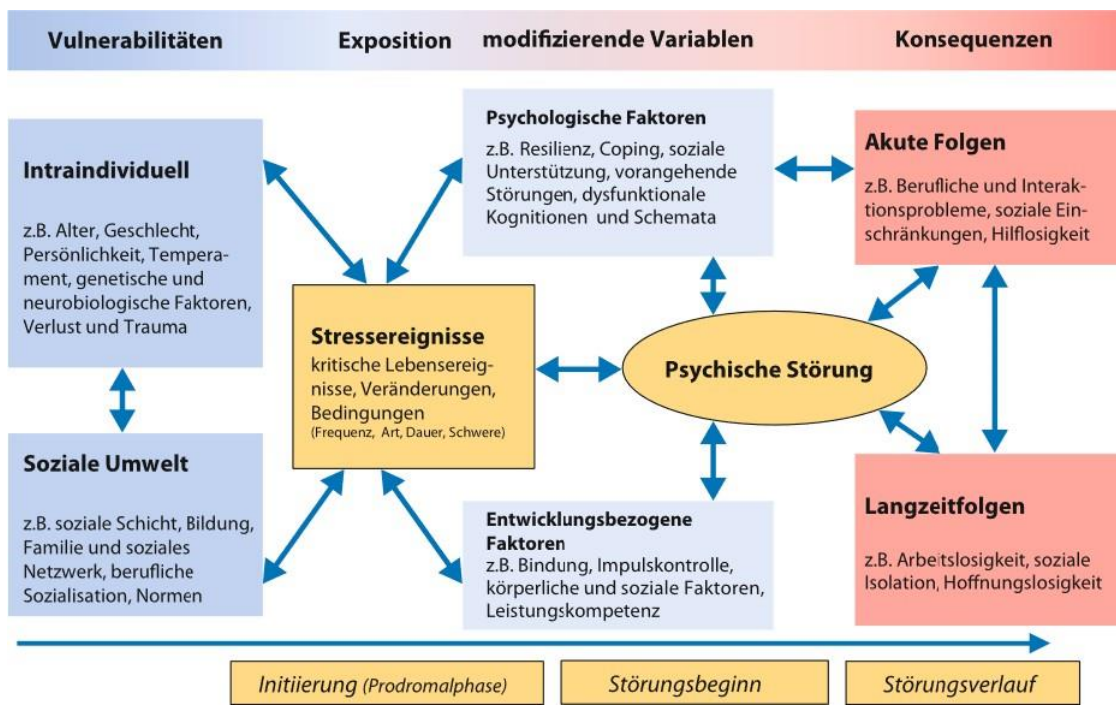 Vulnerabilitäten
Exposition
modifizierende Variablen
Konsequenzen
Intraindividuell
z.B. Alter, Geschlecht,
Persönlichkeit, Tempera-
ment, genetische und
neurobiologische Faktoren,
Verlust und Trauma
Soziale Umwelt
z.B. soziale Schicht, Bildung,
Familie und soziales
Netzwerk, berufliche
Sozialisation, Normen
Stressereignisse
kritische Lebensereig-
nisse, Veränderungen,
Bedingungen
(Frequenz, Art, Dauer, Schwere)
Psychologische Faktoren
z.B. Resilienz, Coping, soziale
Unterstützung, vorangehende
Störungen, dysfunktionale
Kognitionen und Schemata
Psychische Störung
Entwicklungsbezogene
Faktoren
z.B. Bindung, Impulskontrolle,
körperliche und soziale Faktoren,
Leistungskompetenz
Akute Folgen
z.B. Berufliche und Interak-
tionsprobleme, soziale Ein-
schränkungen, Hilflosigkeit
Langzeitfolgen
z.B. Arbeitslosigkeit, soziale
Isolation, Hoffnungslosigkeit
Initiierung (Prodromalphase)
Störungsbeginn
Störungsverlauf